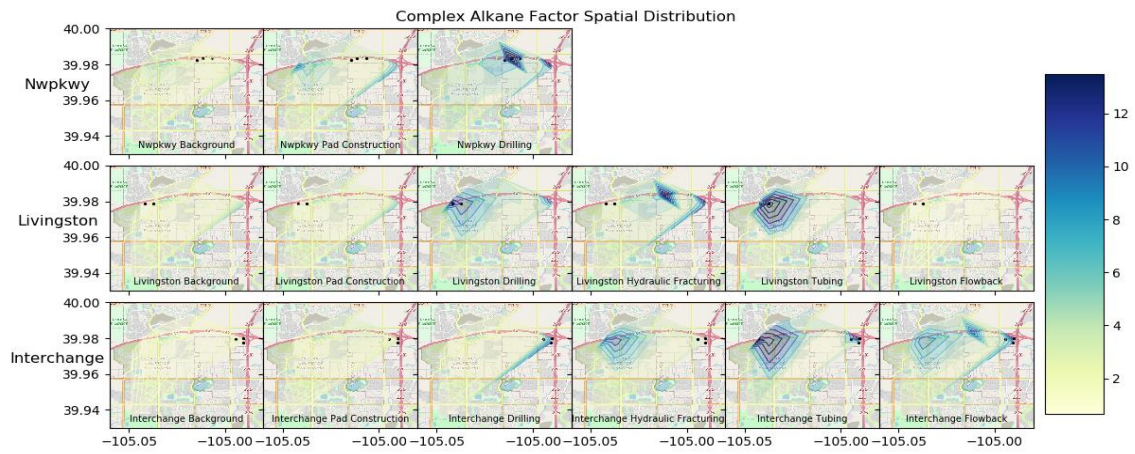 Complex Alkane Factor Spatial Distribution
40.00
39.98
39.96
39.94
Nwpkwy
Nwpkwy Background
Nwpkwy Pad Construction
Nwpkwy Drilling
40.00
39.98
39.96
39.94
Livingston
Livingston Background
Livingston Pad Construction
Livingston Drilling
Livingston Hydraulic Fracturing
Livingston Tubing
Livingston Flowback
40.00
39.98
39.96
39.94
Interchange
Interchange Background
Interchange Pad Construction
Interchange Drilling
Interchange Hydraulic Fracturing
Interchange Tubing
Interchange Flowback
−105.05 −105.00 −105.05 −105.00 −105.05 −105.00 −105.05 −105.00 −105.05 −105.00 −105.05 −105.00
12
10
8
6
4
2